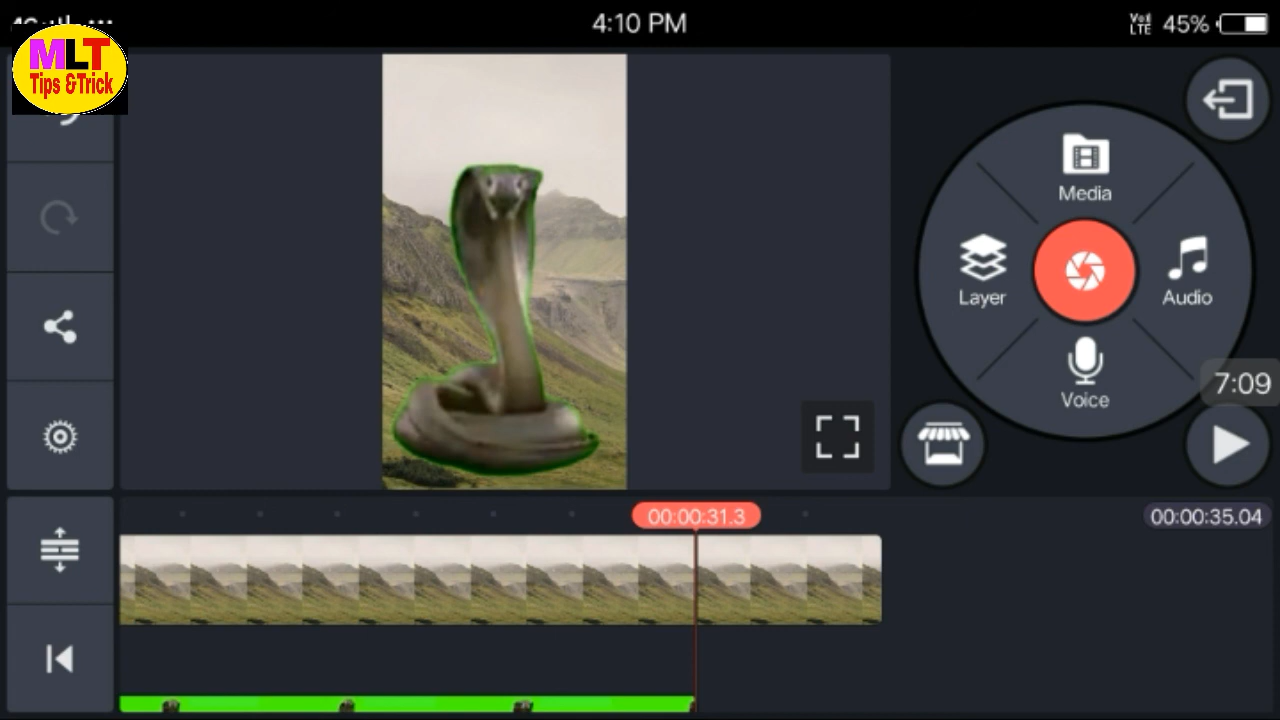 4:10 PM
Vo)
LTE
45%
MLT
Tips &Trick
Media
Layer
Audio
Voice
7:09
00:00:31.3
00:00:35.04